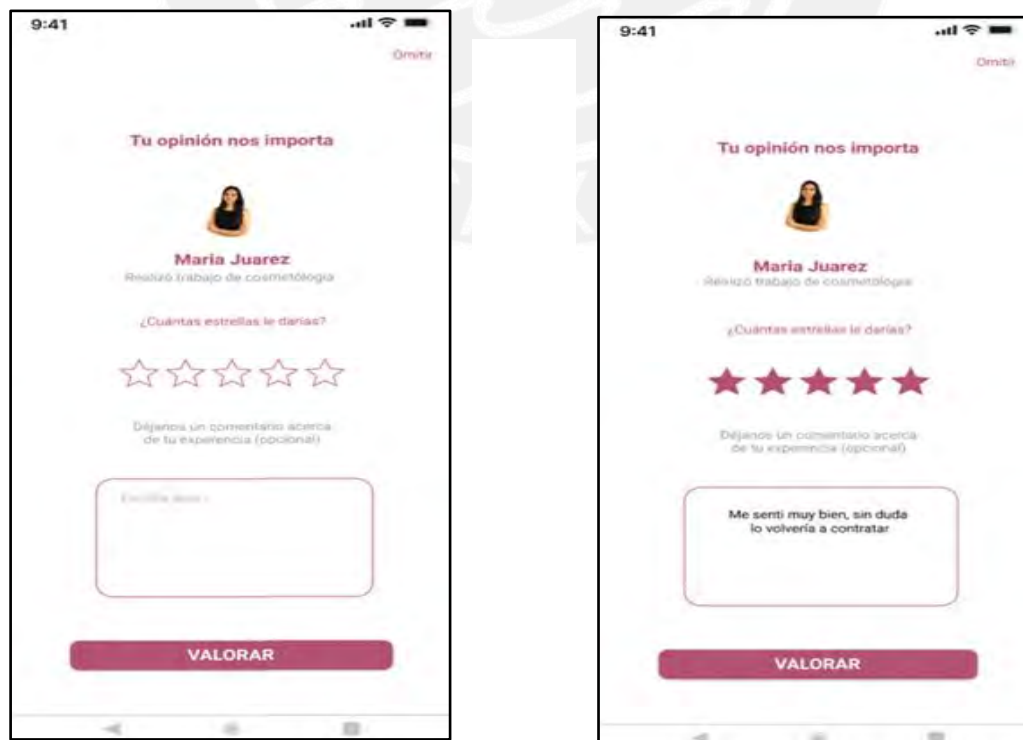 9:41
Omitir
Tu opinión nos importa
Maria Juarez
Realizó trabajo de cosmetología
¿Cuántas estrellas le darías?
Déjanos un comentario acerca
de tu experencia (opcional)
VALORAR
9:41
Omitir
Tu opinión nos importa
Maria Juarez
Realizó trabajo de cosmetología
¿Cuántas estrellas le darías?
Déjanos un comentario acerca
de tu experencia (opcional)
Me senti muy bien, sin duda
lo volvería a contratar
VALORAR